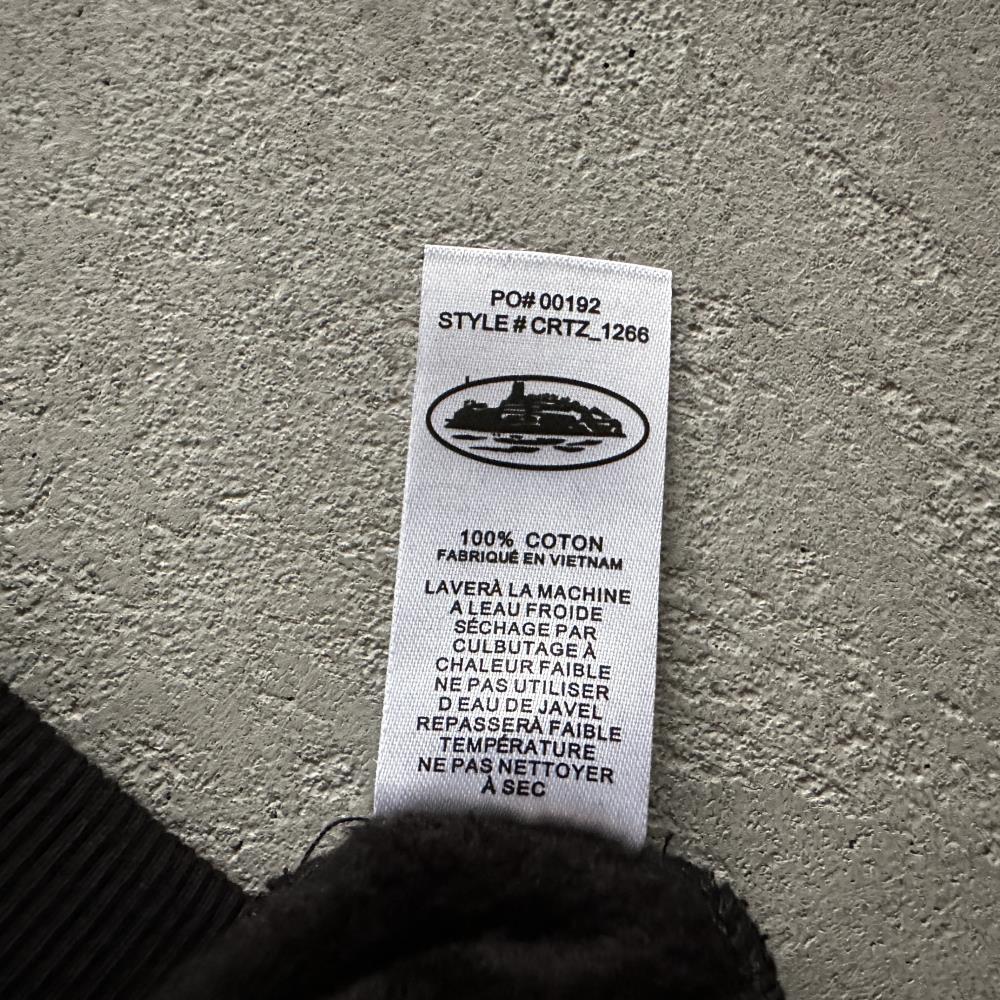 PO# 00192
STYLE # CRTZ_1266
100% COTON
FABRIQUÉ EN VIETNAM
LAVERÀ LA MACHINE
A LEAU FROIDE
SÉCHAGE PAR
CULBUTAGE À
CHALEUR FAIBLE
NE PAS UTILISER
D EAU DE JAVEL
REPASSERÀ FAIBLE
TEMPÉRATURE
NE PAS NETTOYER
À SEC